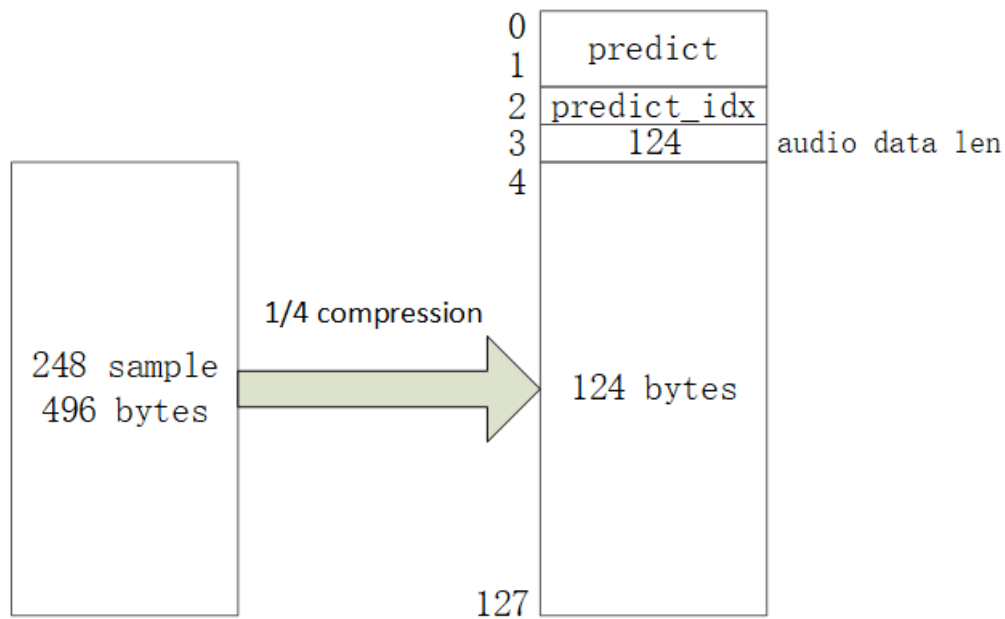 0
predict
1
2
predict_idx
3
124
audio data len
4
1/4 compression
248 sample
496 bytes
124 bytes
127